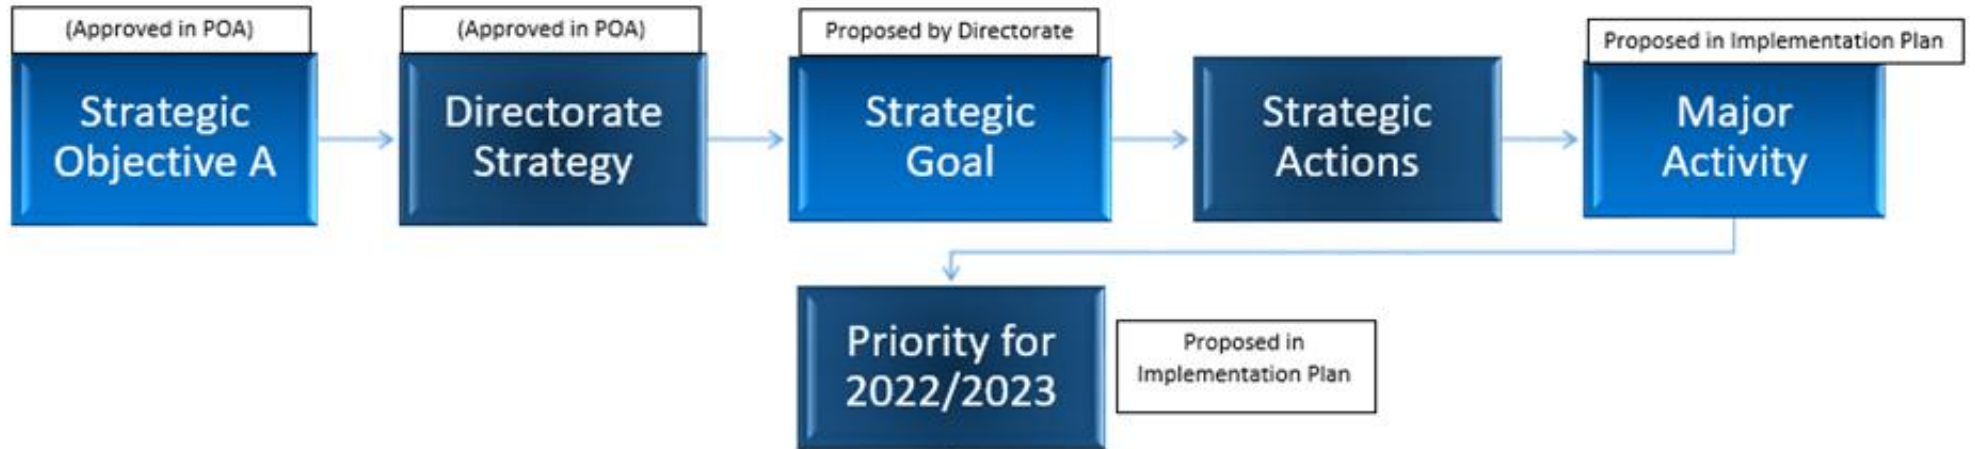 (Approved in POA)
Strategic
Objective A
(Approved in POA)
Directorate
Strategy
Proposed by Directorate
Strategic
Goal
Strategic
Actions
Proposed in Implementation Plan
Major
Activity
Priority for
2022/2023
Proposed in
Implementation Plan